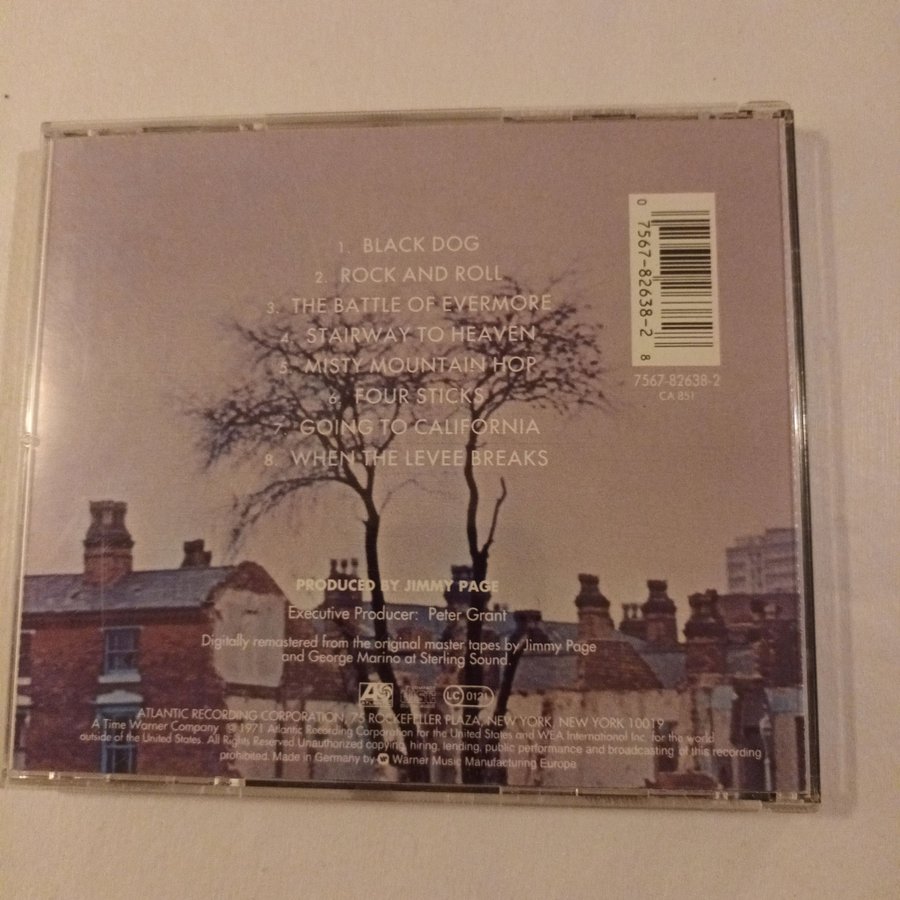 1. BLACK DOG
2. ROCK AND ROLL
3. THE BATTLE OF EVERMORE
4. STAIRWAY TO HEAVEN
5. MISTY MOUNTAIN HOP
6. FOUR STICKS
7. GOING TO CALIFORNIA
8. WHEN THE LEVEE BREAKS
0 7567-82638-2 8
7567-82638-2
CA 851
PRODUCED BY JIMMY PAGE
Executive Producer: Peter Grant
Digitally remastered from the original master tapes by Jimmy Page
and George Marino at Sterling Sound.
LC 0121
ATLANTIC RECORDING CORPORATION, 75 ROCKEFELLER PLAZA, NEW YORK, NEW YORK 10019
A Time Warner Company ℗ 1971 Atlantic Recording Corporation for the United States and WEA International Inc. for the world
outside of the United States. All Rights Reserved Unauthorized copying, hiring, lending, public performance and broadcasting of this recording
prohibited. Made in Germany by Warner Music Manufacturing Europe